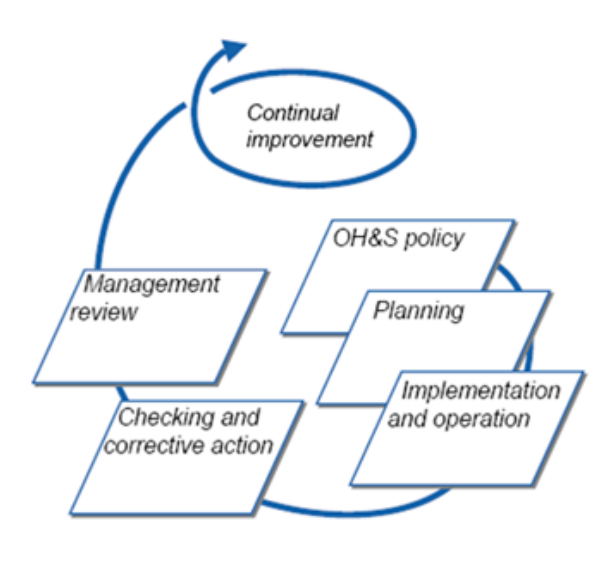 Continual
improvement
OH&S policy
Planning
Implementation
and operation
Checking and
corrective action
Management
review